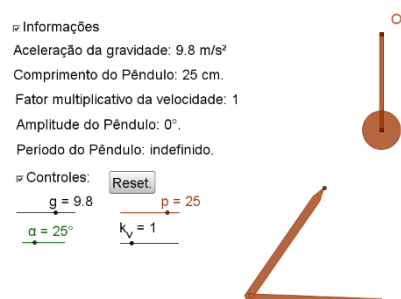 Informações
Aceleração da gravidade: 9.8 m/s²
Comprimento do Pêndulo: 25 cm.
Fator multiplicativo da velocidade: 1
Amplitude do Pêndulo: 0°.
Periodo do Pêndulo: indefinido.
Controles: Reset.
g = 9.8 p = 25
α = 25° kᵥ = 1
O